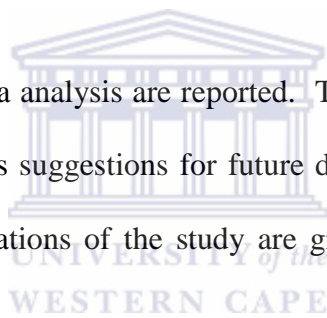 a analysis are reported. T
s suggestions for future d
ations of the study are g
UNIVERSITY of the
WESTERN CAPE